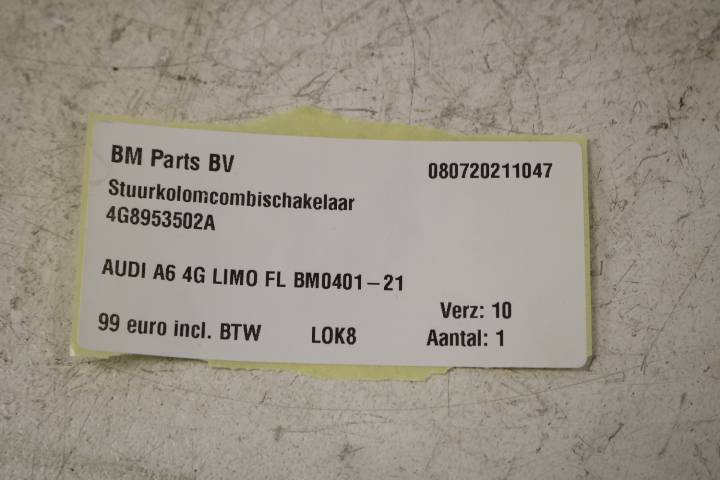 BM Parts BV 080720211047
Stuurkolomcombischakelaar
4G8953502A
AUDI A6 4G LIMO FL BM0401-21
Verz: 10
99 euro incl. BTW LOK8 Aantal: 1